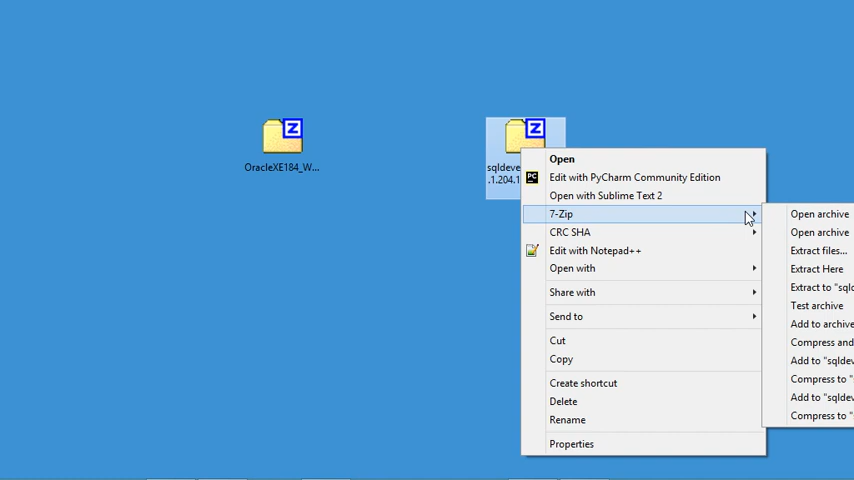 OracleXE184_W...
sqldeve
.1.204.1
Open
Edit with PyCharm Community Edition
Open with Sublime Text 2
7-Zip
CRC SHA
Edit with Notepad++
Open with
Share with
Send to
Cut
Copy
Create shortcut
Delete
Rename
Properties
Open archive
Open archive
Extract files...
Extract Here
Extract to "sqld
Test archive
Add to archive
Compress and
Add to "sqldev
Compress to "
Add to "sqldev
Compress to "